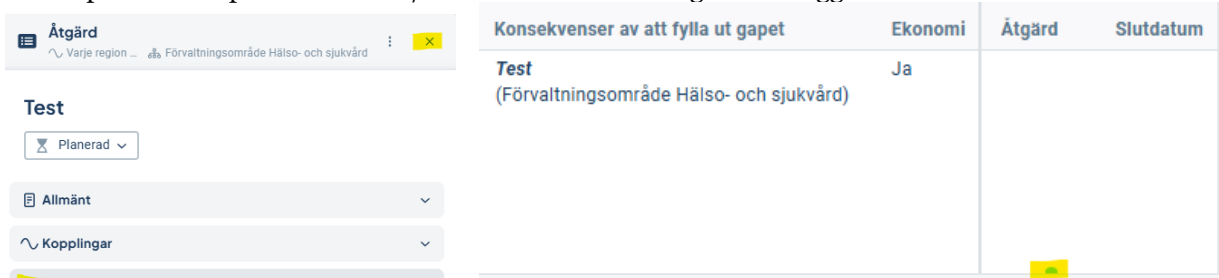 Åtgärd
Varje region ... Förvaltningsområde Hälso- och sjukvård
Test
Planerad
Allmänt
Kopplingar
Konsekvenser av att fylla ut gapet Ekonomi Åtgärd Slutdatum
Test Ja
(Förvaltningsområde Hälso- och sjukvård)